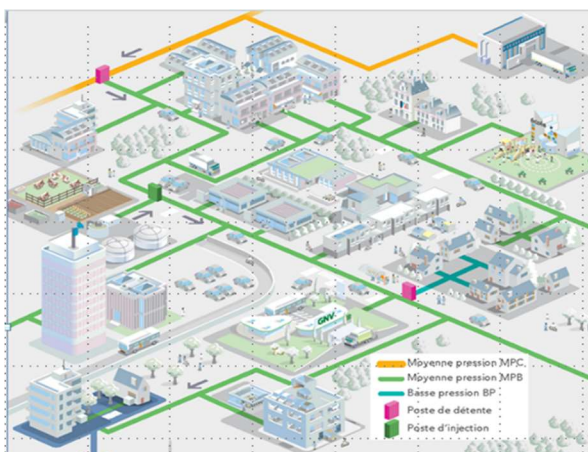 GNV
Moyenne pression MPC
Moyenne pression MPB
Basse pression BP
Poste de détente
Poste d'injection